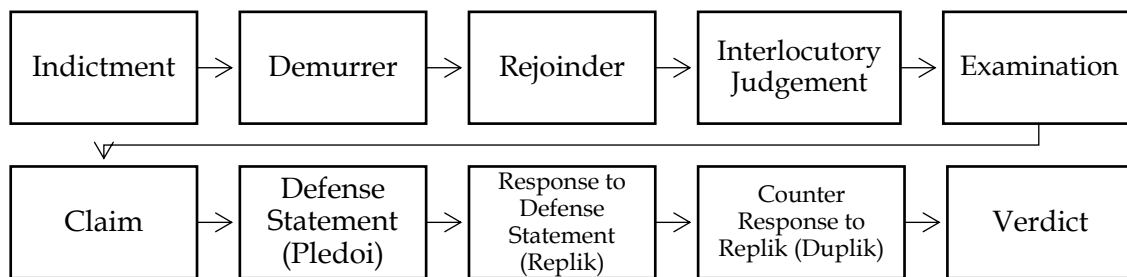 Indictment
Demurrer
Rejoinder
Interlocutory
Judgement
Examination
Claim
Defense
Statement
(Pledoi)
Response to
Defense
Statement
(Replik)
Counter
Response to
Replik (Duplik)
Verdict